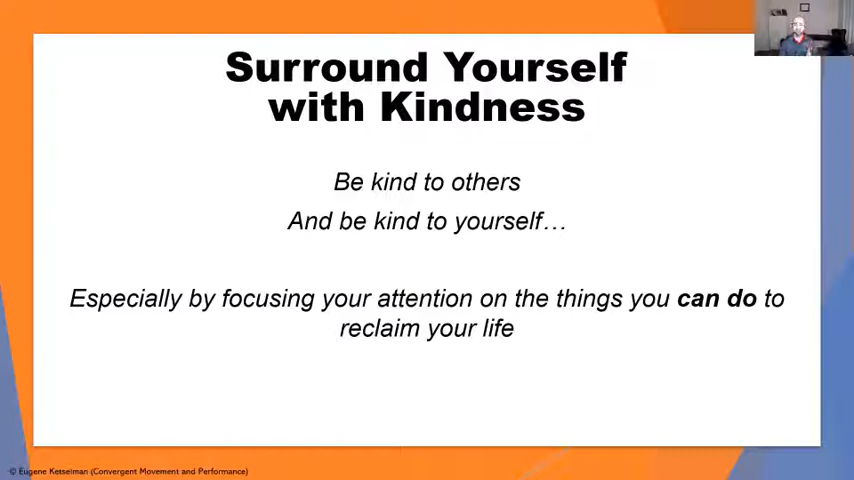 Surround Yourself
with Kindness
Be kind to others
And be kind to yourself…
Especially by focusing your attention on the things you can do to
reclaim your life
© Eugene Ketselman (Convergent Movement and Performance)